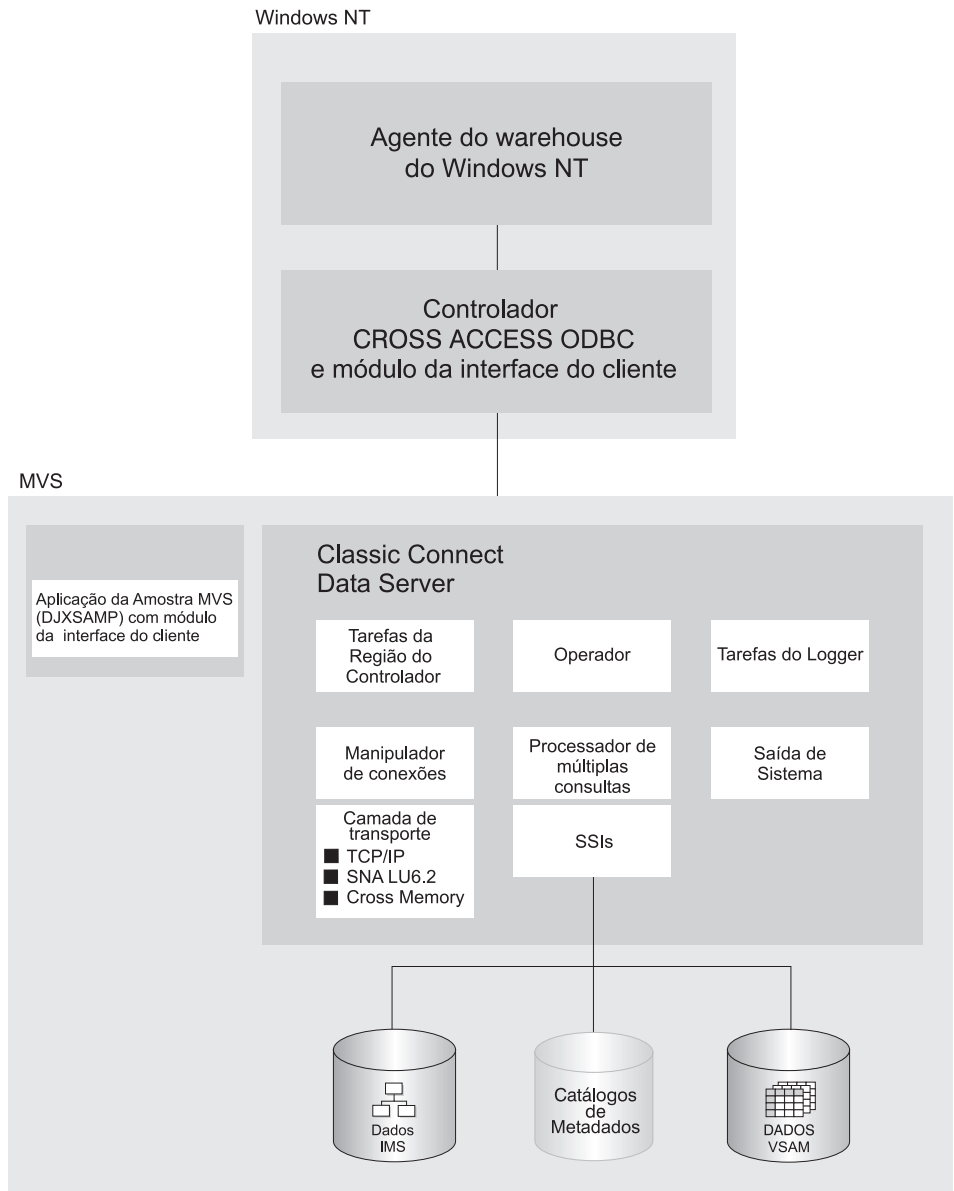 Windows NT
Agente do warehouse
do Windows NT
Controlador
CROSS ACCESS ODBC
e módulo da interface do cliente
MVS
Aplicação da Amostra MVS
(DJXSAMP) com módulo
da interface do cliente
Classic Connect
Data Server
Tarefas da
Região do
Controlador
Operador
Tarefas do Logger
Manipulador
de conexões
Processador de
múltiplas
consultas
Saída de
Sistema
Camada de
transporte
TCP/IP
SNA LU6.2
Cross Memory
SSIs
Dados
IMS
Catálogos
de
Metadados
DADOS
VSAM